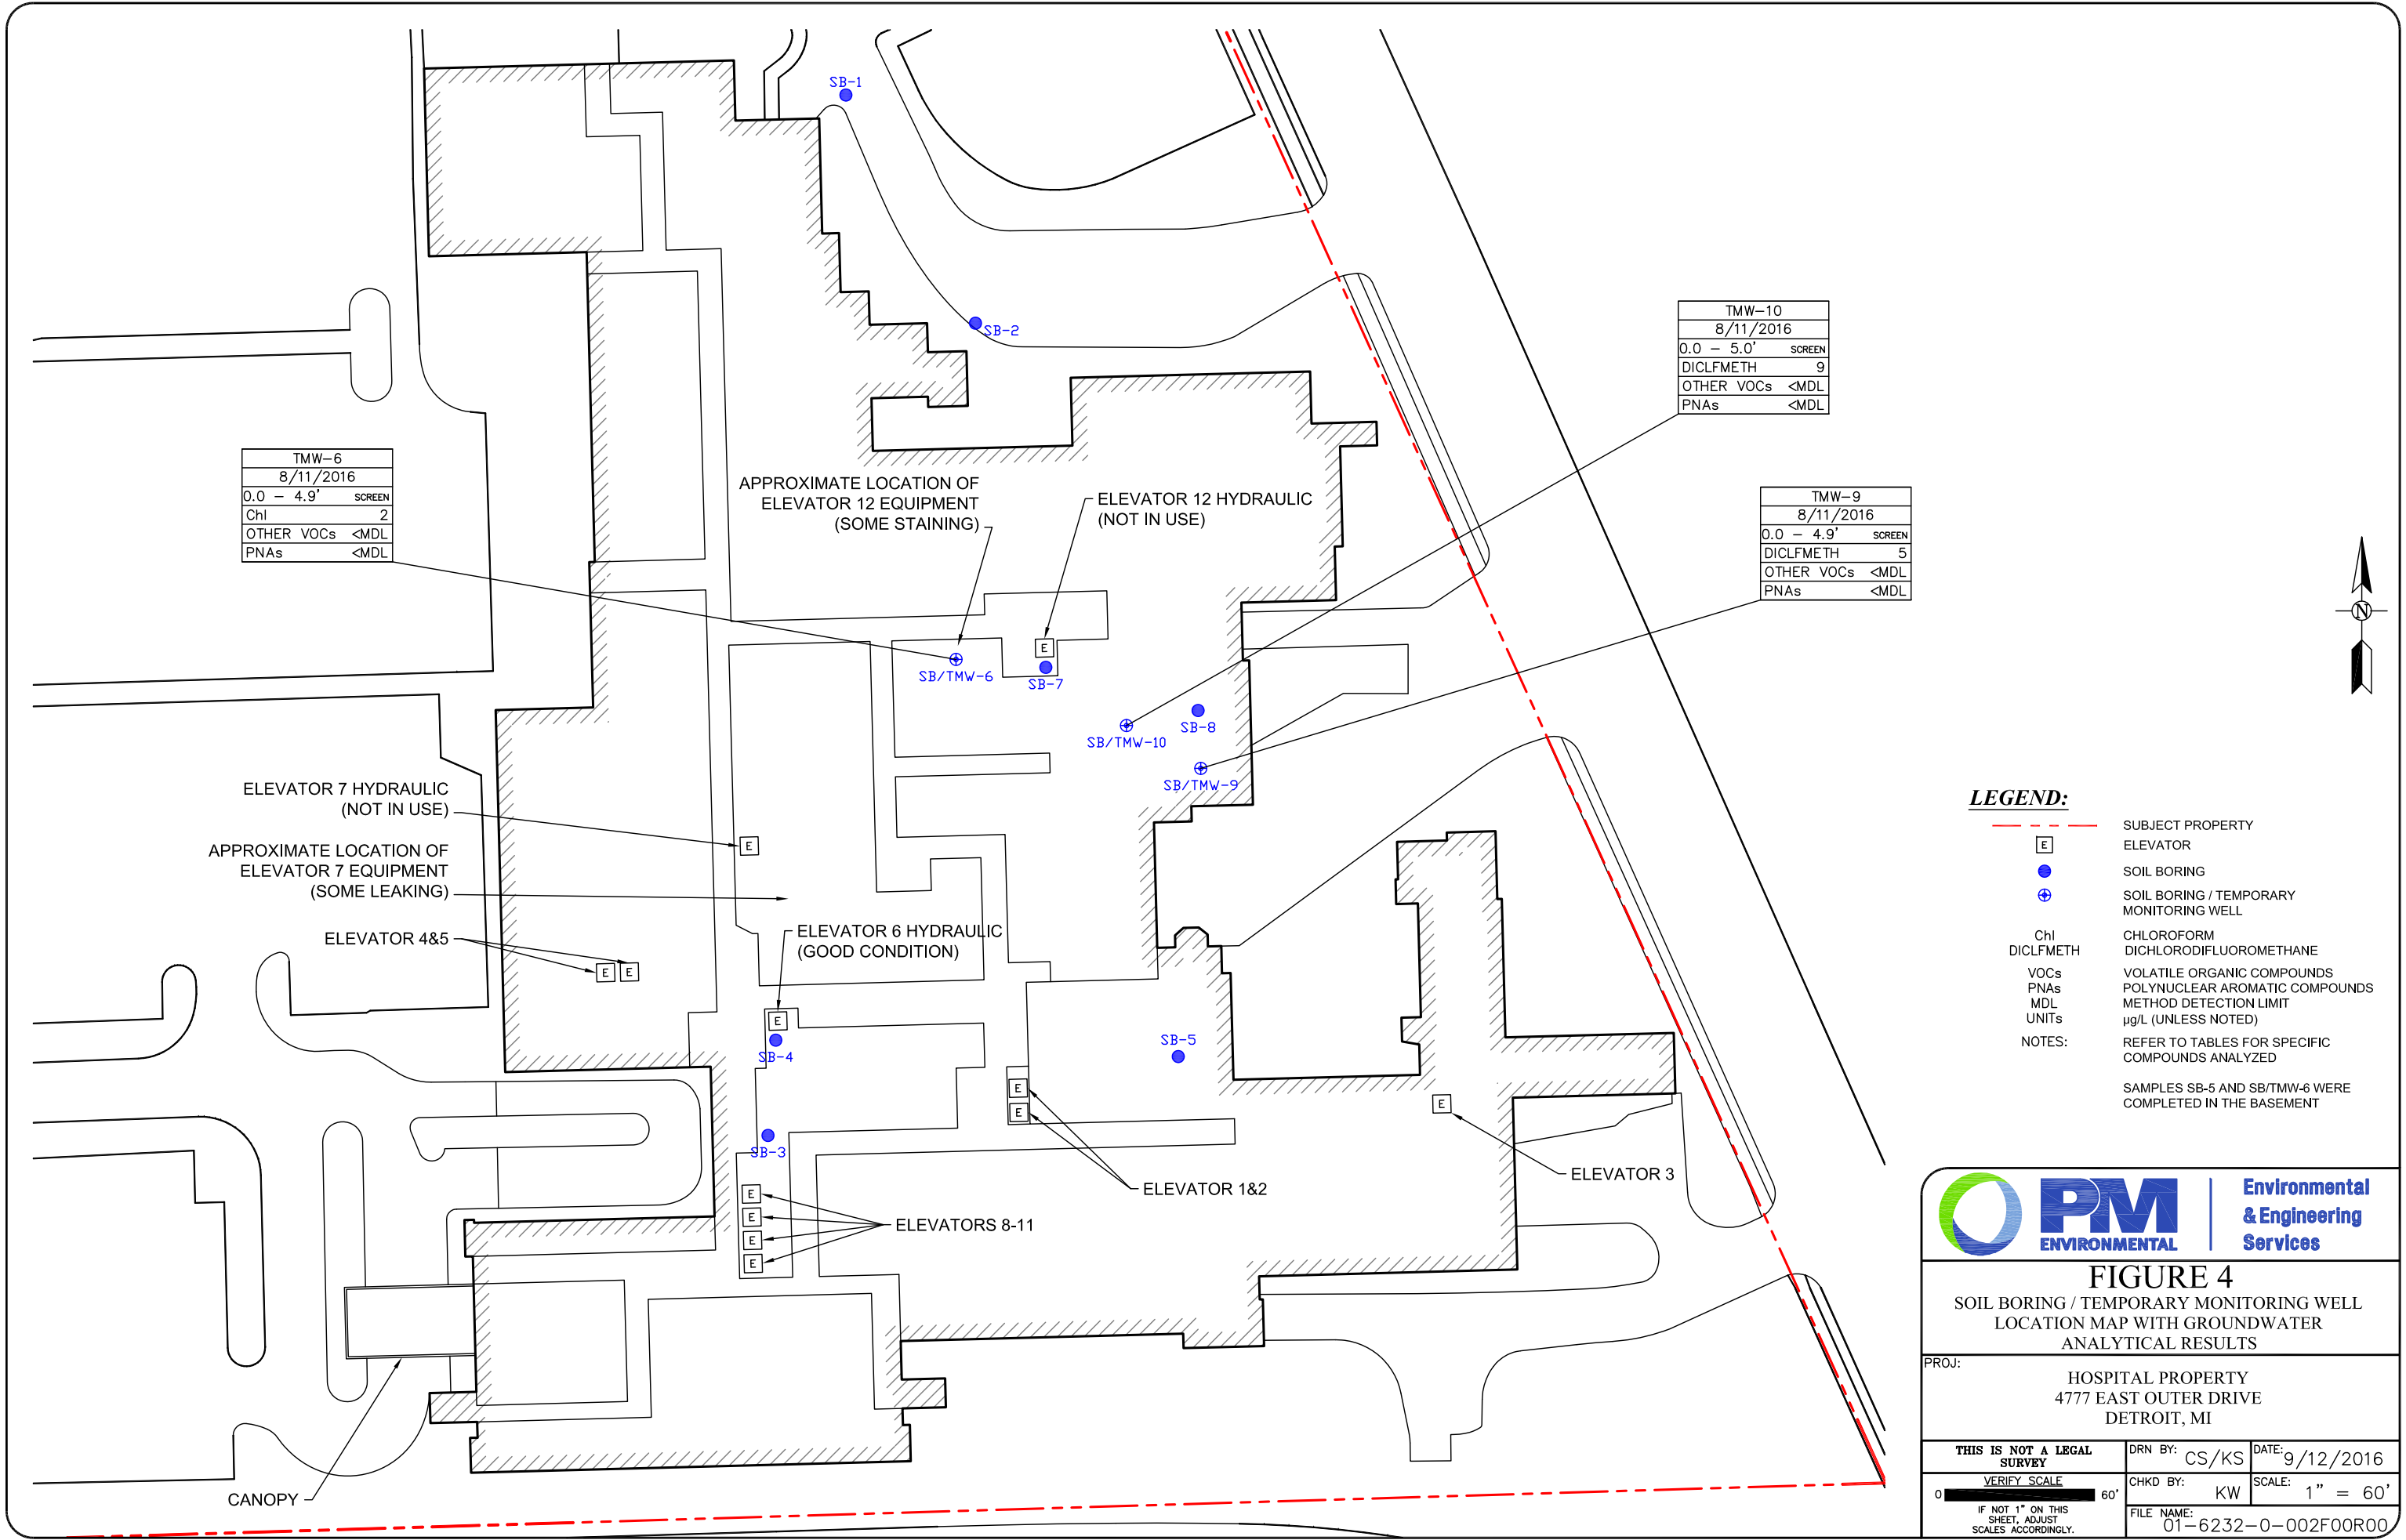 SB-1
SB-2
TMW-10
8/11/2016
0.0 - 5.0' SCREEN
DICLFMETH 9
OTHER VOCs <MDL
PNAs <MDL
TMW-6
8/11/2016
0.0 - 4.9' SCREEN
Chl 2
OTHER VOCs <MDL
PNAs <MDL
APPROXIMATE LOCATION OF
ELEVATOR 12 EQUIPMENT
(SOME STAINING)
ELEVATOR 12 HYDRAULIC
(NOT IN USE)
TMW-9
8/11/2016
0.0 - 4.9' SCREEN
DICLFMETH 5
OTHER VOCs <MDL
PNAs <MDL
N
E
SB/TMW-6
SB-7
SB/TMW-10
SB-8
SB/TMW-9
ELEVATOR 7 HYDRAULIC
(NOT IN USE)
E
APPROXIMATE LOCATION OF
ELEVATOR 7 EQUIPMENT
(SOME LEAKING)
ELEVATOR 4&5
E E
ELEVATOR 6 HYDRAULIC
(GOOD CONDITION)
E
SB-4
SB-5
E
E
E
SB-3
ELEVATOR 1&2
ELEVATOR 3
E
E
E
E
ELEVATORS 8-11
CANOPY
LEGEND:
SUBJECT PROPERTY
E ELEVATOR
SOIL BORING
SOIL BORING / TEMPORARY
MONITORING WELL
Chl CHLOROFORM
DICLFMETH DICHLORODIFLUOROMETHANE
VOCs VOLATILE ORGANIC COMPOUNDS
PNAs POLYNUCLEAR AROMATIC COMPOUNDS
MDL METHOD DETECTION LIMIT
UNITs µg/L (UNLESS NOTED)
NOTES: REFER TO TABLES FOR SPECIFIC
COMPOUNDS ANALYZED
SAMPLES SB-5 AND SB/TMW-6 WERE
COMPLETED IN THE BASEMENT
PM
ENVIRONMENTAL
Environmental
& Engineering
Services
FIGURE 4
SOIL BORING / TEMPORARY MONITORING WELL
LOCATION MAP WITH GROUNDWATER
ANALYTICAL RESULTS
PROJ:
HOSPITAL PROPERTY
4777 EAST OUTER DRIVE
DETROIT, MI
THIS IS NOT A LEGAL
SURVEY
DRN BY: CS/KS
DATE: 9/12/2016
VERIFY SCALE
0 60'
IF NOT 1" ON THIS
SHEET, ADJUST
SCALES ACCORDINGLY.
CHKD BY: KW
SCALE: 1" = 60'
FILE NAME:
01-6232-0-002F00R00